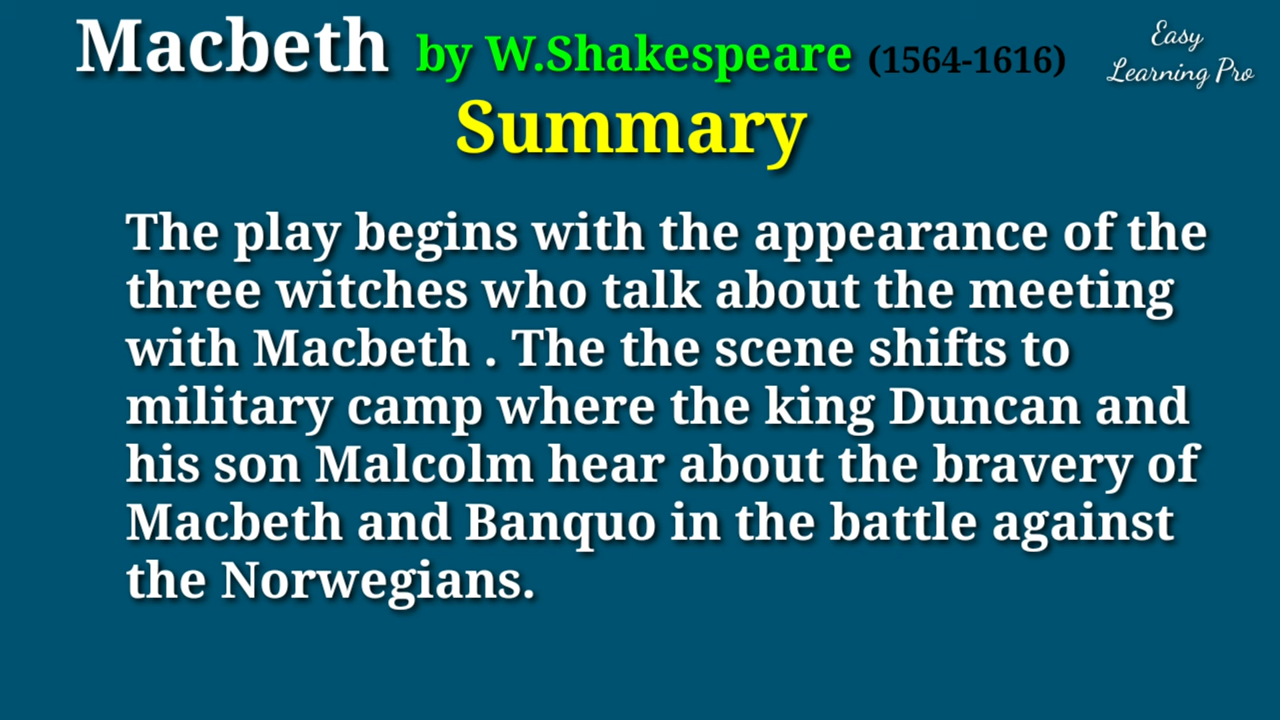 Macbeth by W.Shakespeare (1564-1616)
Easy
Learning Pro
Summary
The play begins with the appearance of the
three witches who talk about the meeting
with Macbeth . The the scene shifts to
military camp where the king Duncan and
his son Malcolm hear about the bravery of
Macbeth and Banquo in the battle against
the Norwegians.